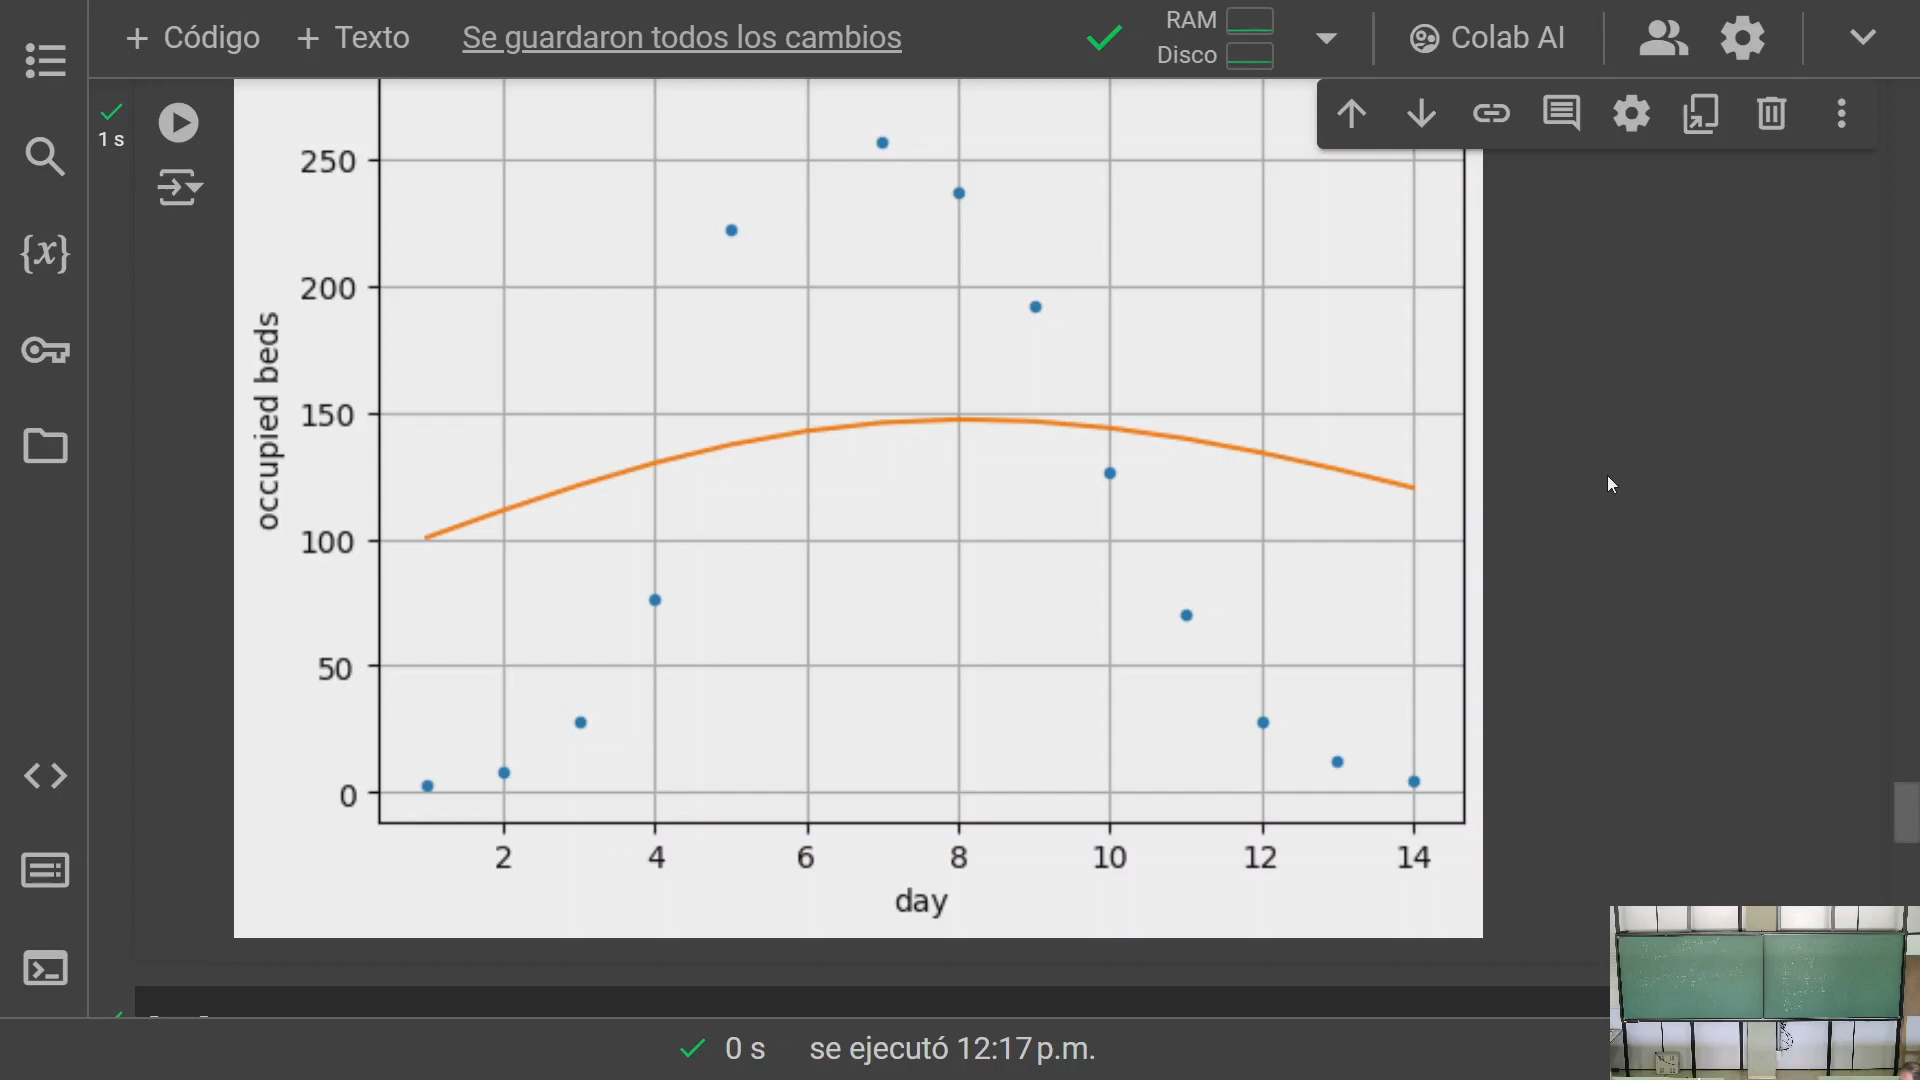 + Código + Texto Se guardaron todos los cambios
RAM
Disco
Colab AI
1 s
{x}
250
200
150
100
50
0
occupied beds
2 4 6 8 10 12 14
day
0 s se ejecutó 12:17 p.m.